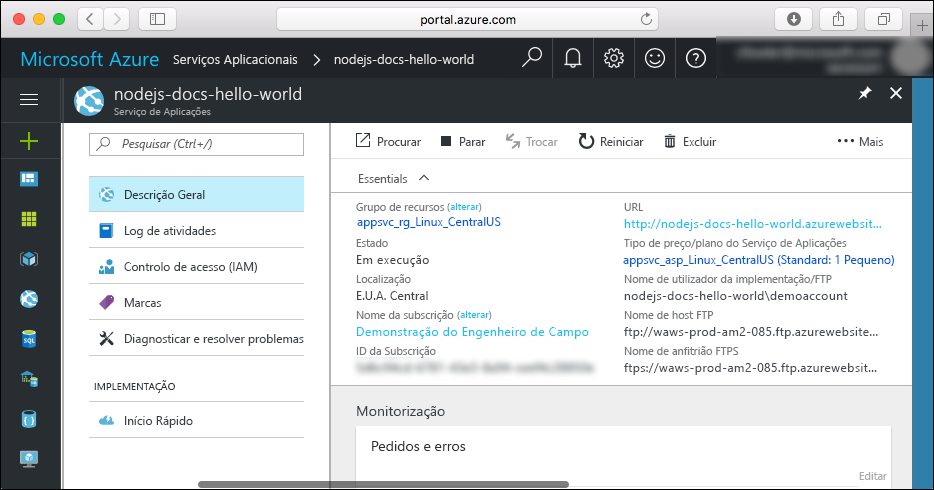 portal.azure.com
Microsoft Azure Serviços Aplicacionais > nodejs-docs-hello-world
nodejs-docs-hello-world
Serviço de Aplicações
Pesquisar (Ctrl+/)
Descrição Geral
Log de atividades
Controlo de acesso (IAM)
Marcas
Diagnosticar e resolver problemas
IMPLEMENTAÇÃO
Início Rápido
Procurar Parar Trocar Reiniciar Excluir ••• Mais
Essentials
Grupo de recursos (alterar)
appsvc_rg_Linux_CentralUS
Estado
Em execução
Localização
E.U.A. Central
Nome da subscrição (alterar)
Demonstração do Engenheiro de Campo
ID da Subscrição
URL
http://nodejs-docs-hello-world.azurewebsit...
Tipo de preço/plano do Serviço de Aplicações
appsvc_asp_Linux_CentralUS (Standard: 1 Pequeno)
Nome de utilizador da implementação/FTP
nodejs-docs-hello-world\demoaccount
Nome de host FTP
ftp://waws-prod-am2-085.ftp.azurewebsite...
Nome de anfitrião FTPS
ftps://waws-prod-am2-085.ftp.azurewebsit...
Monitorização
Pedidos e erros
Editar